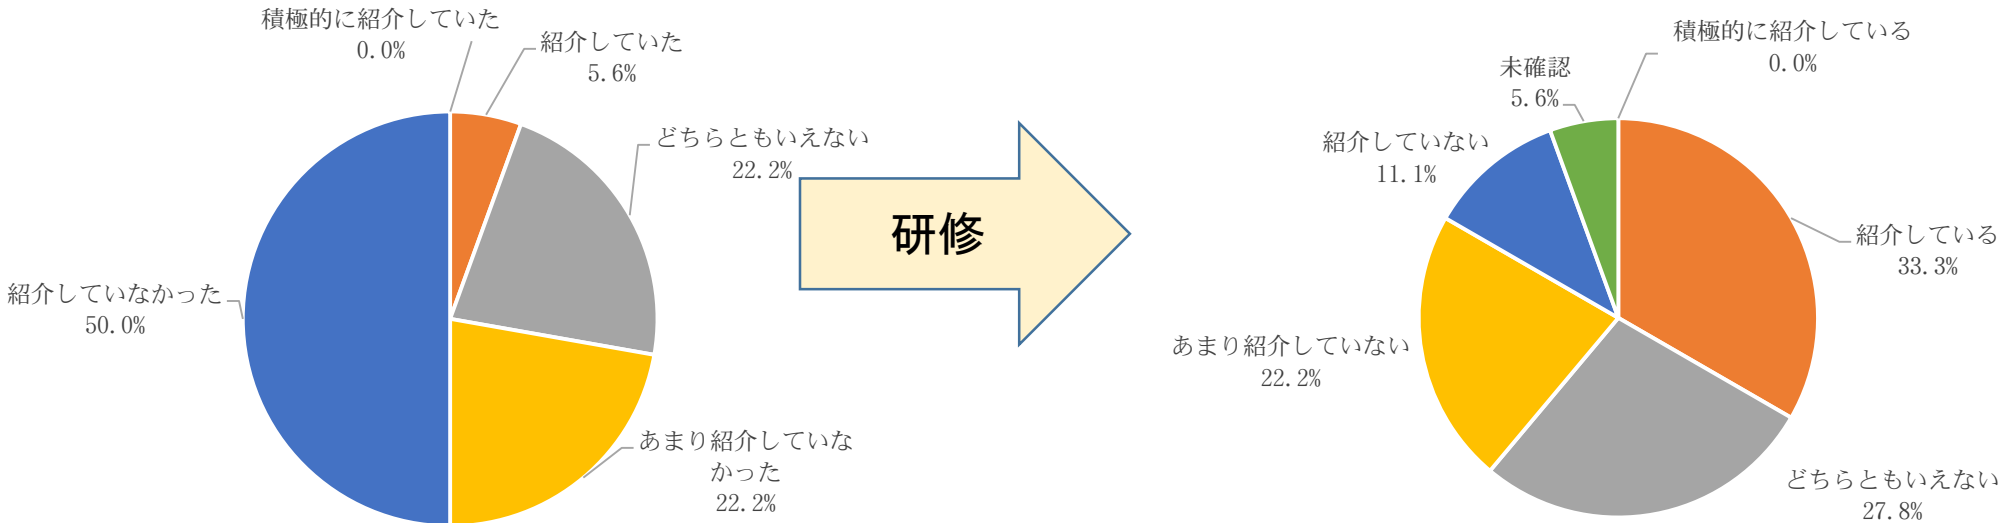 積極的に紹介していた
0.0%
紹介していた
5.6%
どちらともいえない
22.2%
あまり紹介していな
かった
22.2%
紹介していなかった
50.0%
研修
積極的に紹介している
0.0%
紹介している
33.3%
どちらともいえない
27.8%
あまり紹介していない
22.2%
紹介していない
11.1%
未確認
5.6%